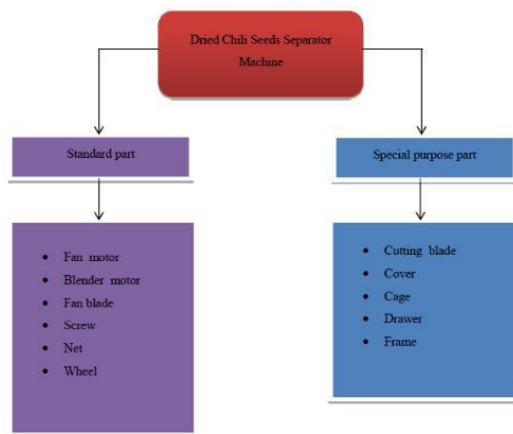 Dried Chili Seeds Separator
Machine
Standard part
Special purpose part
• Fan motor
• Blender motor
• Fan blade
• Screw
• Net
• Wheel
• Cutting blade
• Cover
• Cage
• Drawer
• Frame